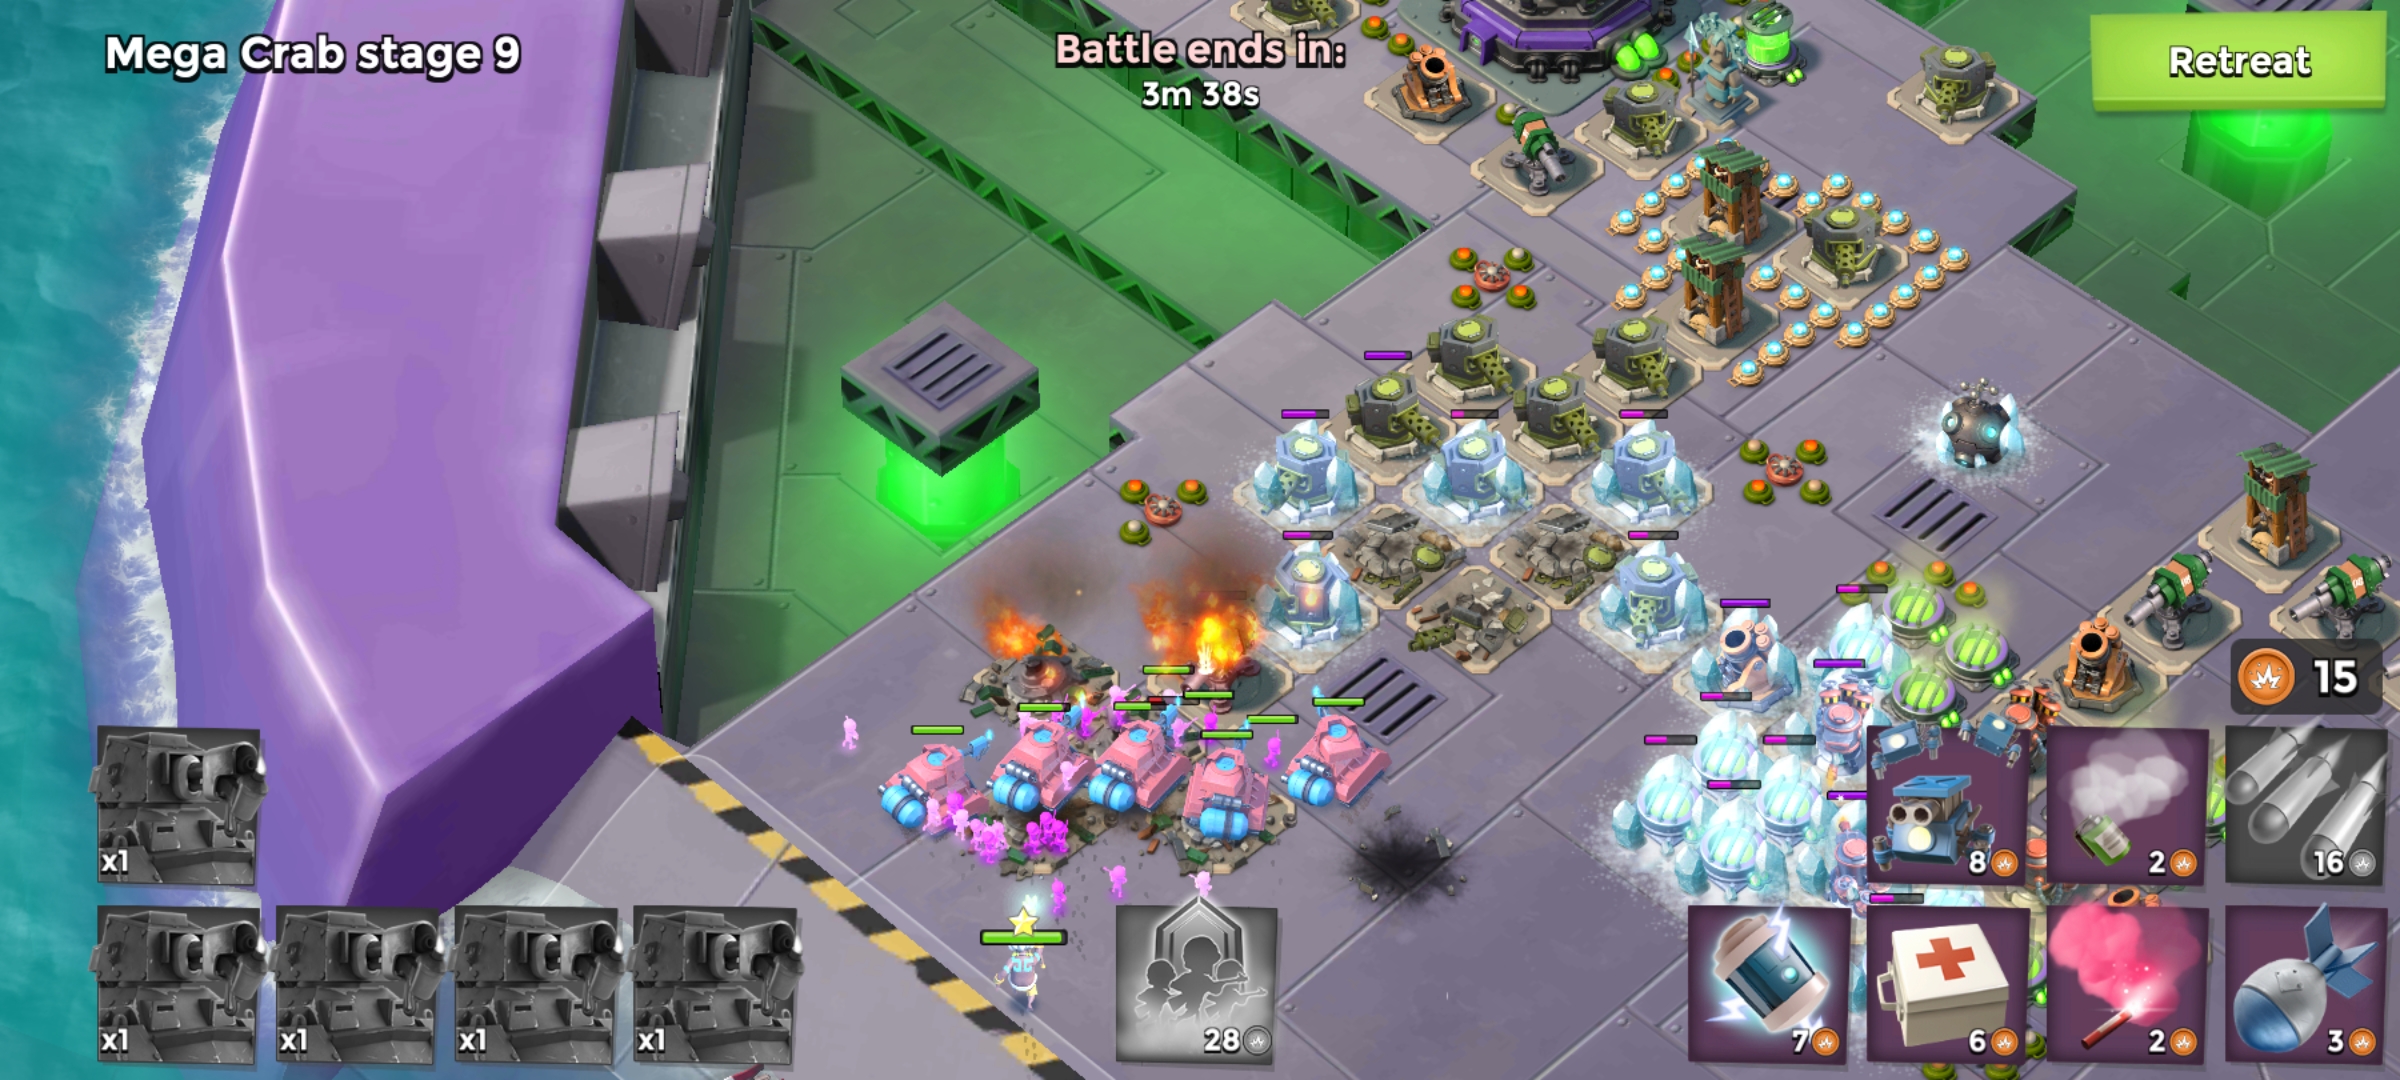 Mega Crab stage 9
Battle ends in:
3m 38s
Retreat
15
x1
8
2
16
x1
x1
x1
x1
28
7
6
2
3